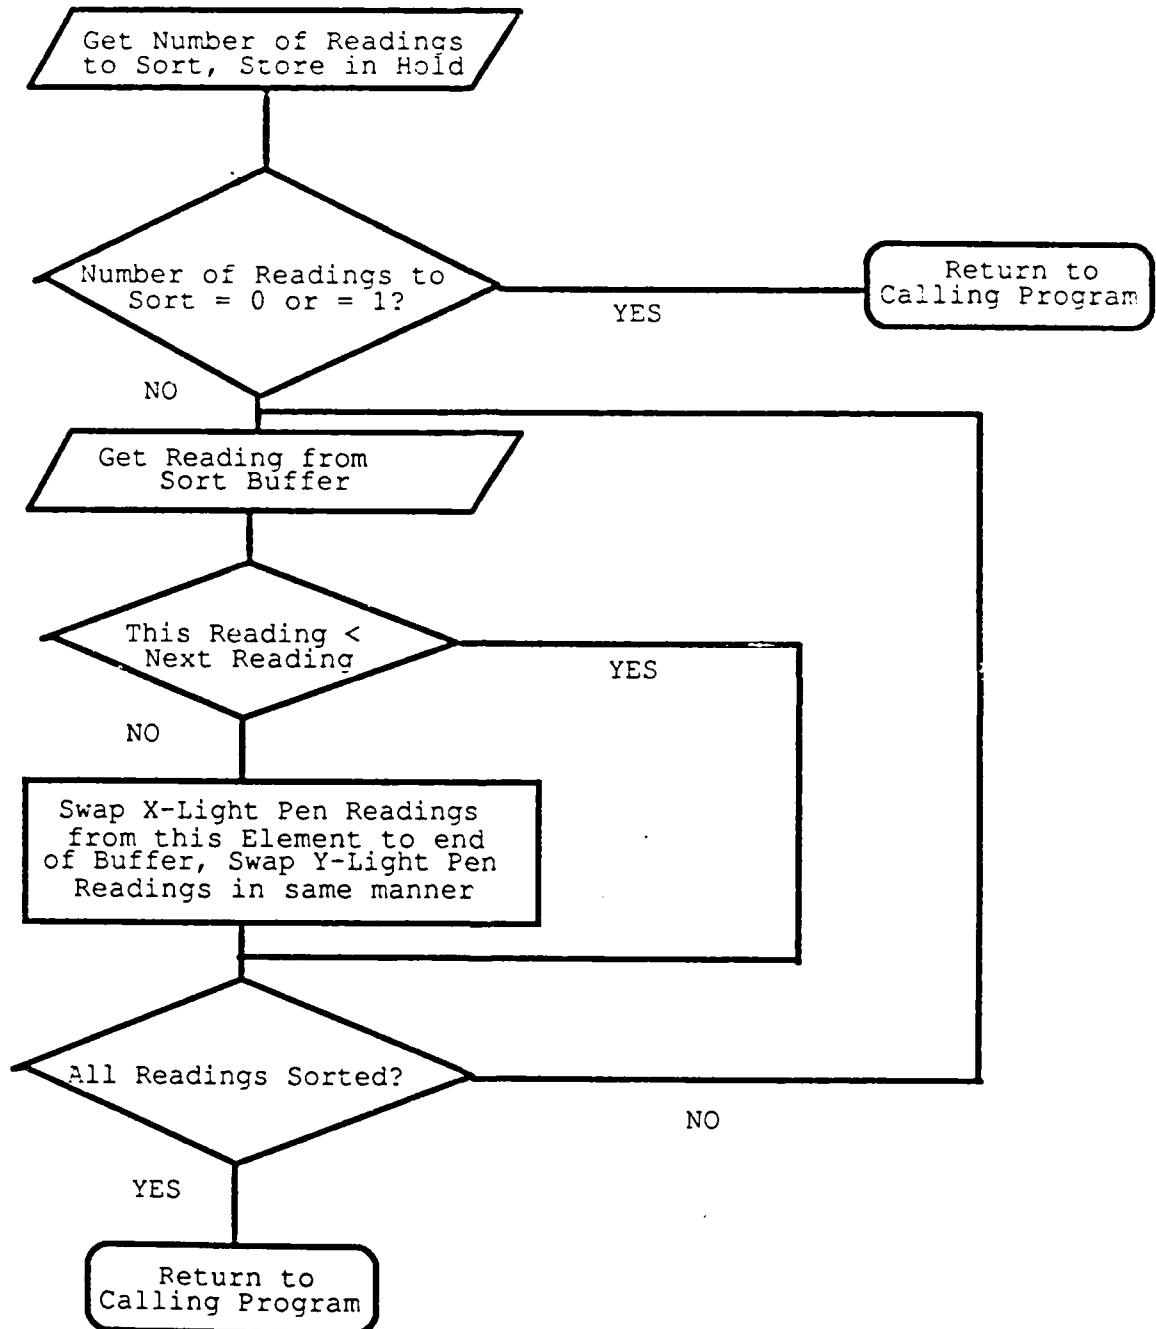 Get Number of Readings
to Sort, Store in Hold
Number of Readings to
Sort = 0 or = 1?
YES
Return to
Calling Program
NO
Get Reading from
Sort Buffer
This Reading <
Next Reading
YES
NO
Swap X-Light Pen Readings
from this Element to end
of Buffer, Swap Y-Light Pen
Readings in same manner
All Readings Sorted?
NO
YES
Return to
Calling Program